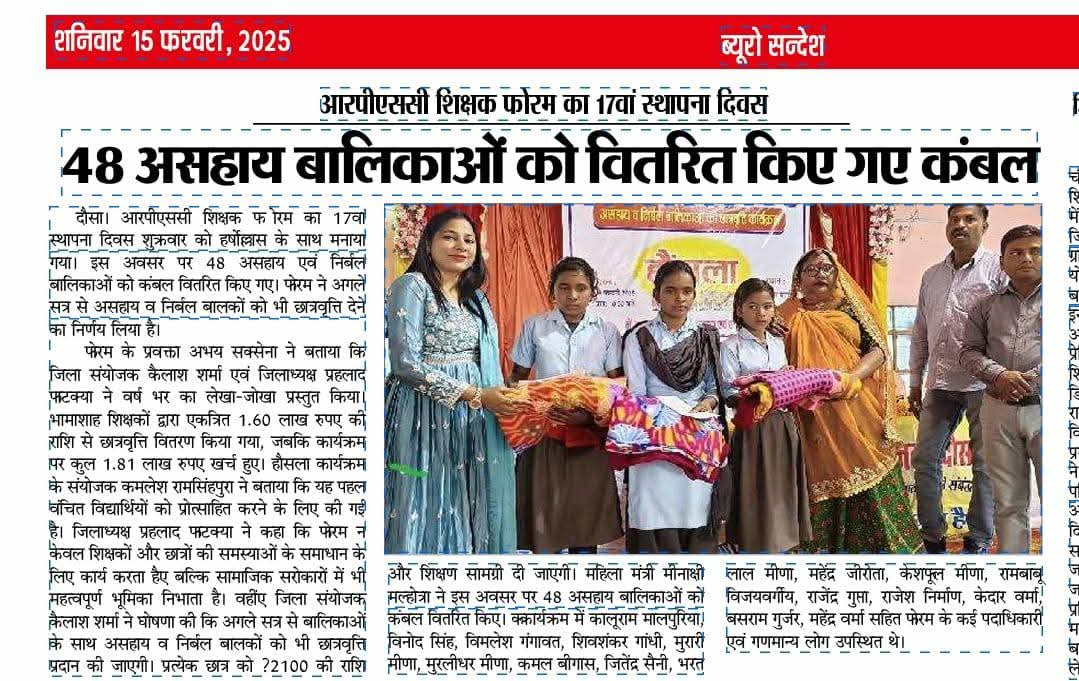 शनिवार 15 फरवरी, 2025
ब्यूरो सन्देश
आरपीएससी शिक्षक फोरम का 17वां स्थापना दिवस
48 असहाय बालिकाओं को वितरित किए गए कंबल
दौसा। आरपीएससी शिक्षक फ ोरम का 17वां
स्थापना दिवस शुक्रवार को हर्षोल्लास के साथ मनाया
गया। इस अवसर पर 48 असहाय एवं निर्बल
बालिकाओं को कंबल वितरित किए गए। फोरम ने अगले
सत्र से असहाय व निर्बल बालकों को भी छात्रवृत्ति देने
का निर्णय लिया है।
फोरम के प्रवक्ता अभय सक्सेना ने बताया कि
जिला संयोजक कैलाश शर्मा एवं जिलाध्यक्ष प्रहलाद
फाटक्या ने वर्ष भर का लेखा-जोखा प्रस्तुत किया।
भामाशाह शिक्षकों द्वारा एकत्रित 1.60 लाख रुपए की
राशि से छात्रवृत्ति वितरण किया गया, जबकि कार्यक्रम
पर कुल 1.81 लाख रुपए खर्च हुए। हौसला कार्यक्रम
के संयोजक कमलेश रामसिंहपुरा ने बताया कि यह पहल
वंचित विद्यार्थियों को प्रोत्साहित करने के लिए की गई
है। जिलाध्यक्ष प्रहलाद फाटक्या ने कहा कि फोरम न
केवल शिक्षकों और छात्रों की समस्याओं के समाधान के
लिए कार्य करता हैए बल्कि सामाजिक सरोकारों में भी
महत्वपूर्ण भूमिका निभाता है। वहींए जिला संयोजक
कैलाश शर्मा ने घोषणा की कि अगले सत्र से बालिकाओं
के साथ असहाय व निर्बल बालकों को भी छात्रवृत्ति
प्रदान की जाएगी। प्रत्येक छात्र को ?2100 की राशि
असहाय व निर्बल बालिकाओं का छात्रवृत्ति कार्यक्रम
हौंसला
और शिक्षण सामग्री दी जाएगी। महिला मंत्री मीनाक्षी
मल्होत्रा ने इस अवसर पर 48 असहाय बालिकाओं को
कंबल वितरित किए। कार्यक्रम में कालूराम मालपुरिया,
विनोद सिंह, विमलेश गंगावत, शिवशंकर गांधी, मुरारी
मीणा, मुरलीधर मीणा, कमल बीगास, जितेंद्र सैनी, भरत
लाल मीणा, महेंद्र जीरोता, केशफूल मीणा, रामबाबू
विजयवर्गीय, राजेंद्र गुप्ता, राजेश निर्माण, केदार वर्मा,
बसराम गुर्जर, महेंद्र वर्मा सहित फोरम के कई पदाधिकारी
एवं गणमान्य लोग उपस्थित थे।